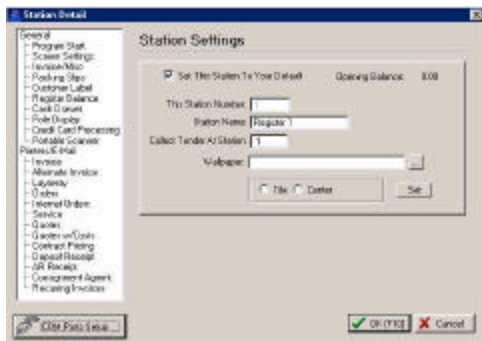 Station Detail
General
Program Start
Screen Settings
Invoice/Misc
Packing Slips
Customer Label
Register Balance
Cash Drawer
Pole Display
Credit Card Processing
Portable Scanner
Printers/E-Mail
Invoice
Alternate Invoice
Layaway
Orders
Internet Orders
Service
Quotes
Quotes w/Costs
Contract Pricing
Deposit Receipt
AR Receipt
Consignment Agreem
Recurring Invoices
Station Settings
Set This Station To Your Default
Opening Balance: 0.00
This Station Number: 1
Station Name: Register 1
Collect Tender At Station: 1
Wallpaper:
...
Tile
Center
Set
COM Ports Setup
OK (F10)
Cancel